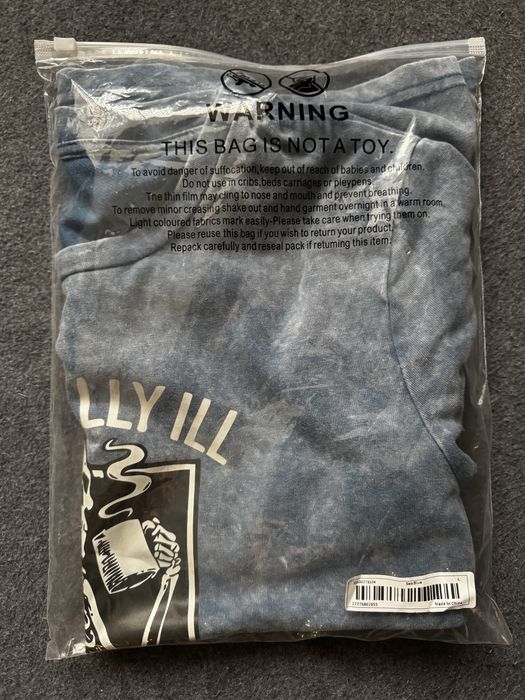 WARNING
THIS BAG IS NOT A TOY.
To avoid danger of suffecation,keep out of reach of babies and children.
Do not use in cribs,beds carriages or pleypens.
The thin film may cling to nose and mouth and prevent breathing.
To remove minor creasing shake out and hand garment overnight in a warm room.
Light coloured fabrics mark easily-Please take care when trying them on.
Please reuse this bag if you wish to return your product.
Repack carefully and reseal pack if returning this item.
LLY ILL
Sea Blue L
27776861955 Made in China